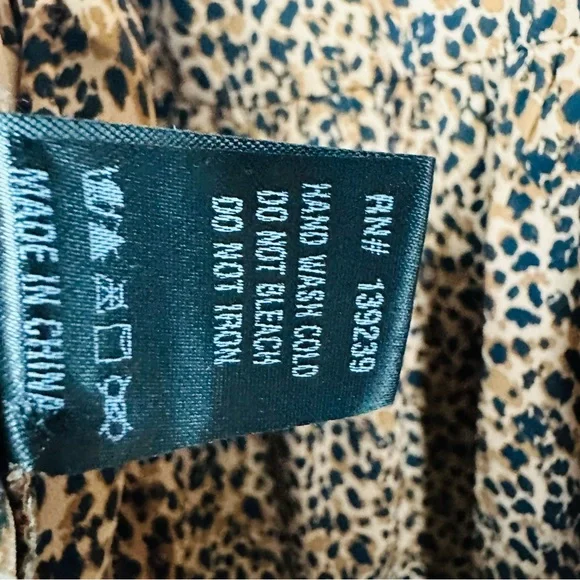 RN# 139239
HAND WASH COLD
DO NOT BLEACH
DO NOT IRON
MADE IN CHINA